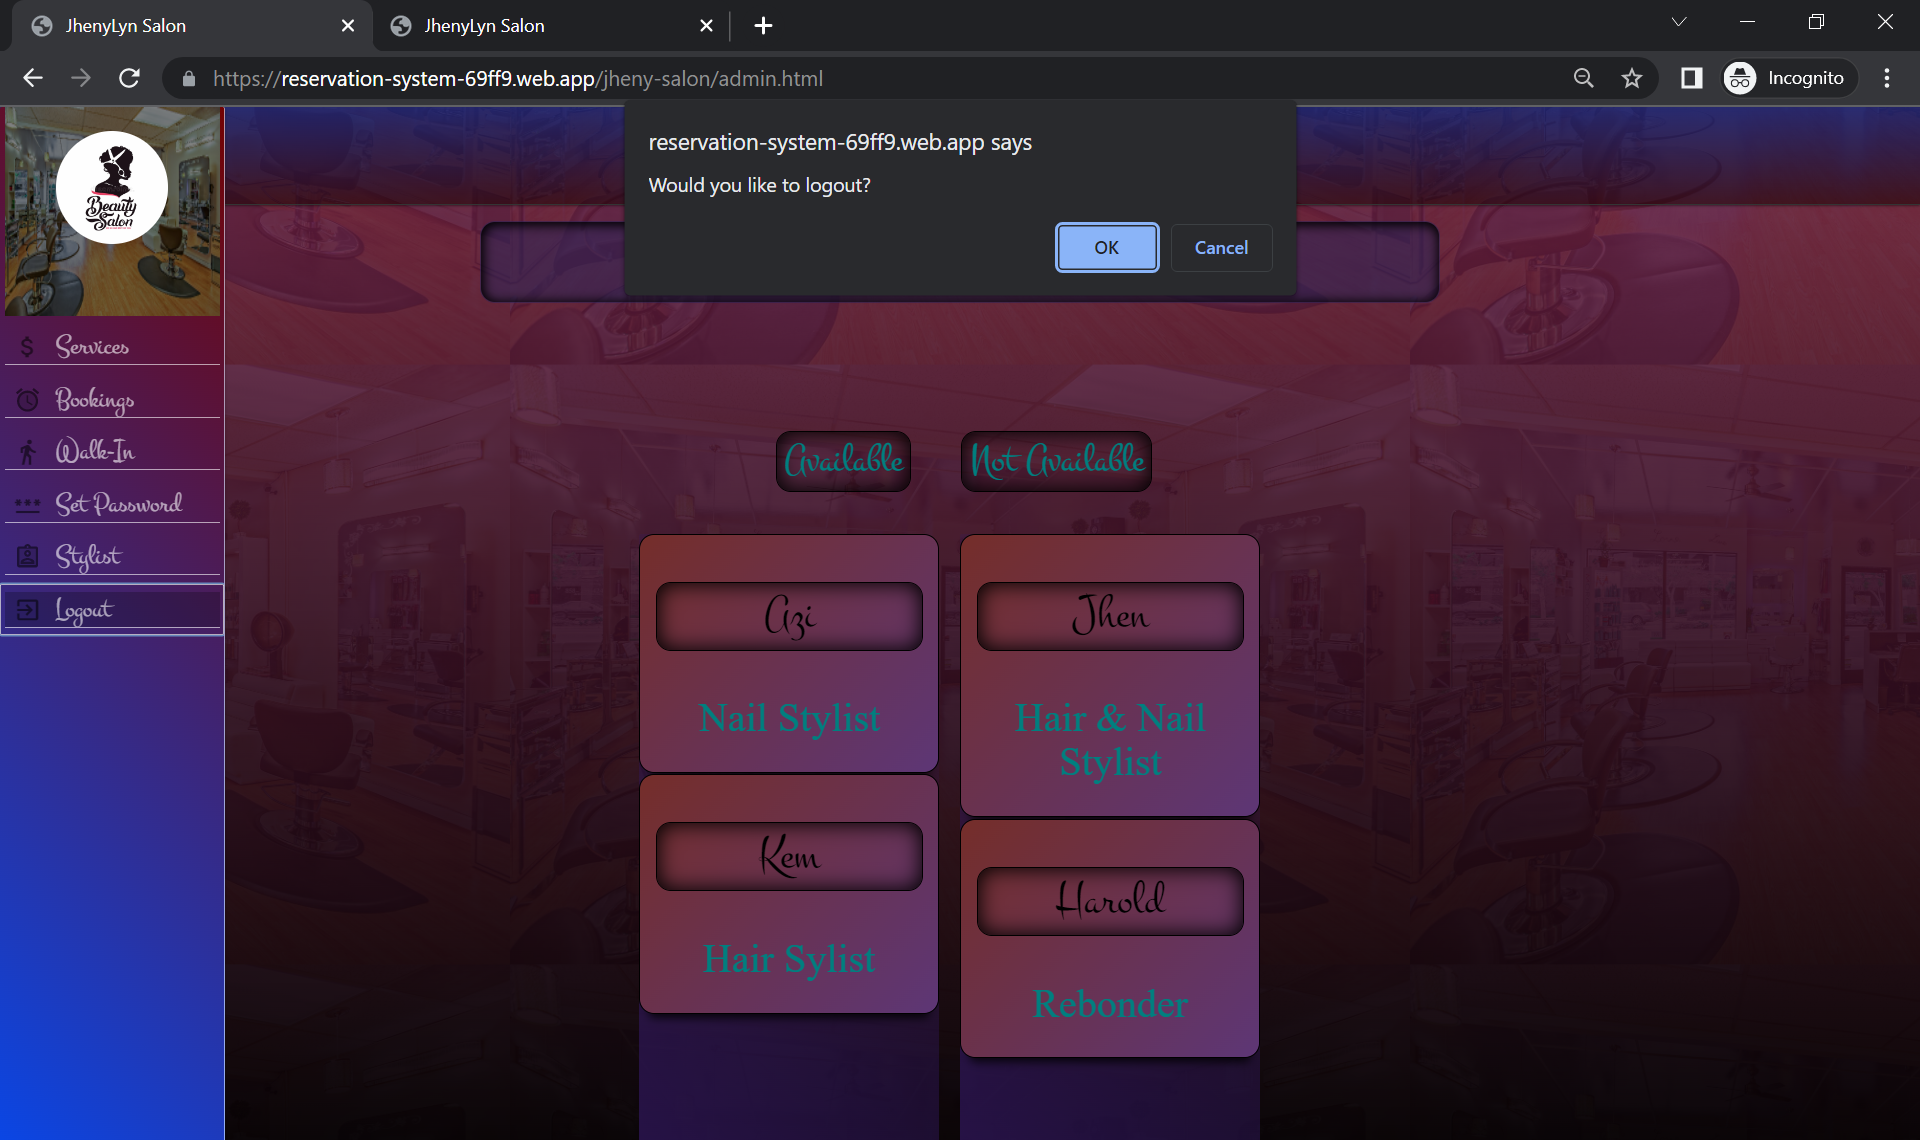 JhenyLyn Salon
JhenyLyn Salon
https://reservation-system-69ff9.web.app/jheny-salon/admin.html
Incognito
reservation-system-69ff9.web.app says
Would you like to logout?
OK
Cancel
Beauty
Salon
Services
Bookings
Walk-In
Set Password
Stylist
Logout
Available
Not Available
Azi
Nail Stylist
Kem
Hair Sylist
Jhen
Hair & Nail
Stylist
Harold
Rebonder